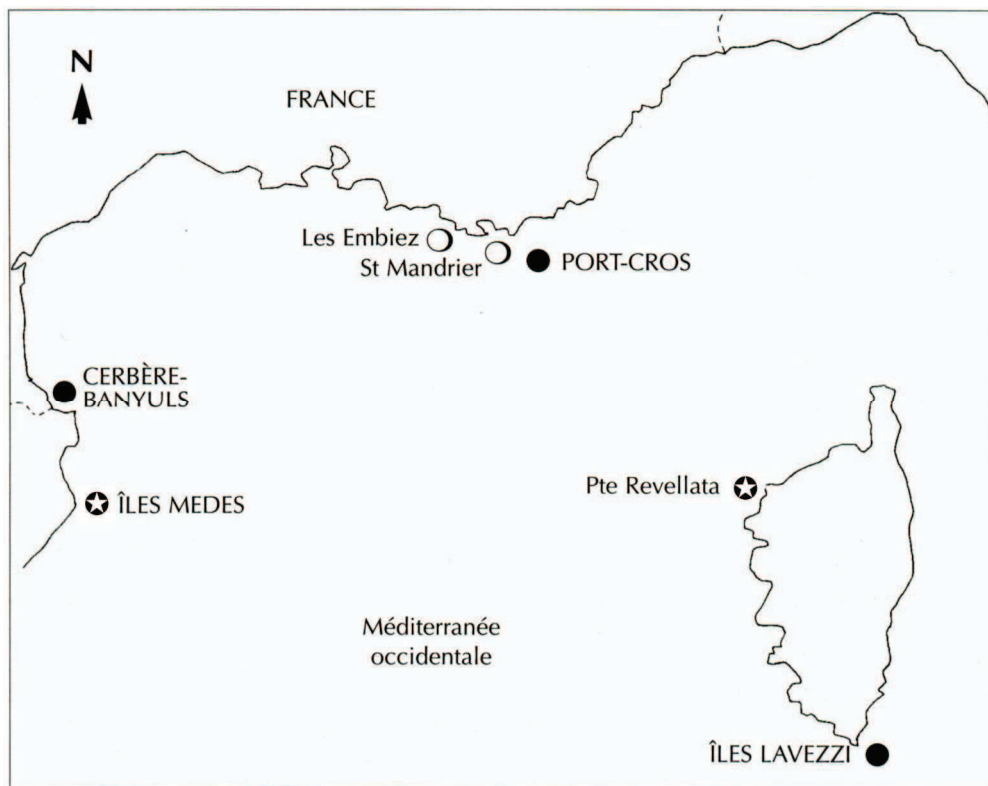 N
FRANCE
Les Embiez
St Mandrier
PORT-CROS
CERBÈRE-
BANYULS
Pte Revellata
ÎLES MEDES
Méditerranée
occidentale
ÎLES LAVEZZI